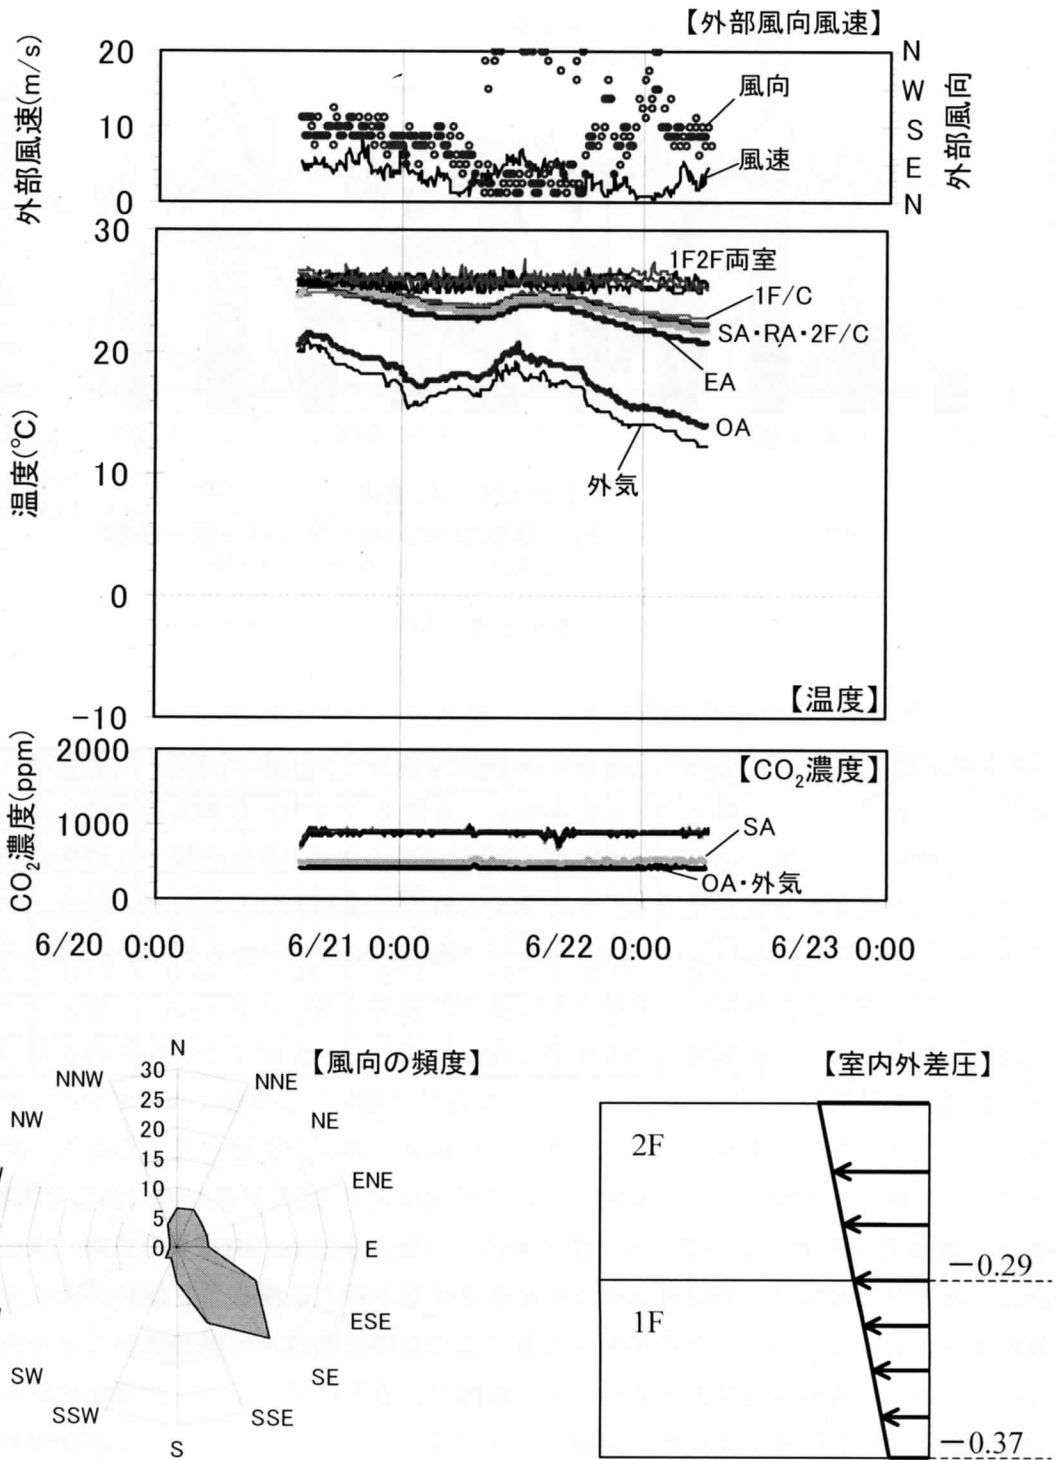 【外部風向風速】
外部風速(m/s)
20
10
0
風向
風速
N
W
S
E
N
外部風向
温度(℃)
30
20
10
0
-10
1F2F両室
1F/C
SA・RA・2F/C
EA
OA
外気
【温度】
CO₂濃度(ppm)
2000
1000
0
【CO₂濃度】
SA
OA・外気
6/20 0:00 6/21 0:00 6/22 0:00 6/23 0:00
【風向の頻度】
N
NNW
NNE
NW
NE
ENE
E
ESE
SE
SSE
S
SSW
SW
30
25
20
15
10
5
0
【室内外差圧】
2F
-0.29
1F
-0.37